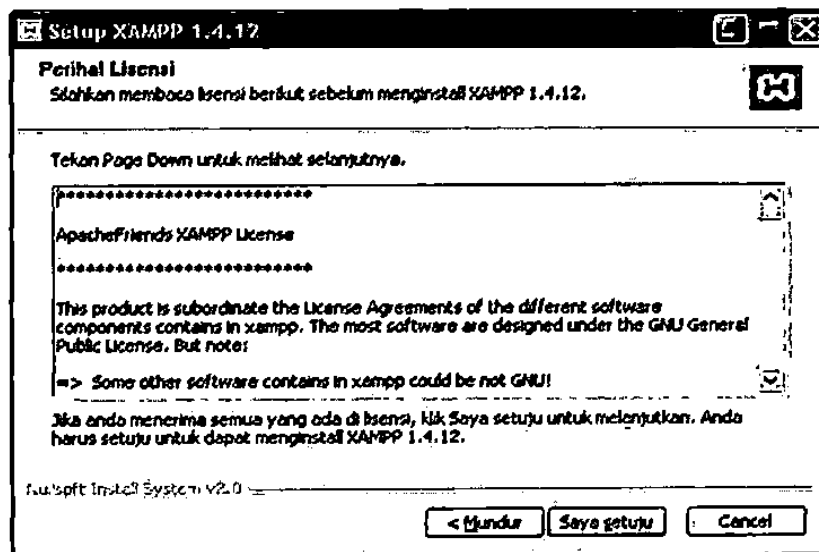 Setup XAMPP 1.4.12
Perihal Lisensi
Silahkan membaca lisensi berikut sebelum menginstall XAMPP 1.4.12.
Tekan Page Down untuk melihat selanjutnya.
***************************
ApacheFriends XAMPP License
***************************
This product is subordinate the License Agreements of the different software
components contains in xampp. The most software are designed under the GNU General
Public License. But note:
=> Some other software contains in xampp could be not GNU!
Jika anda menerima semua yang ada di lisensi, klik Saya setuju untuk melanjutkan. Anda
harus setuju untuk dapat menginstall XAMPP 1.4.12.
Nullsoft Install System v2.0
< Mundur Saya setuju Cancel